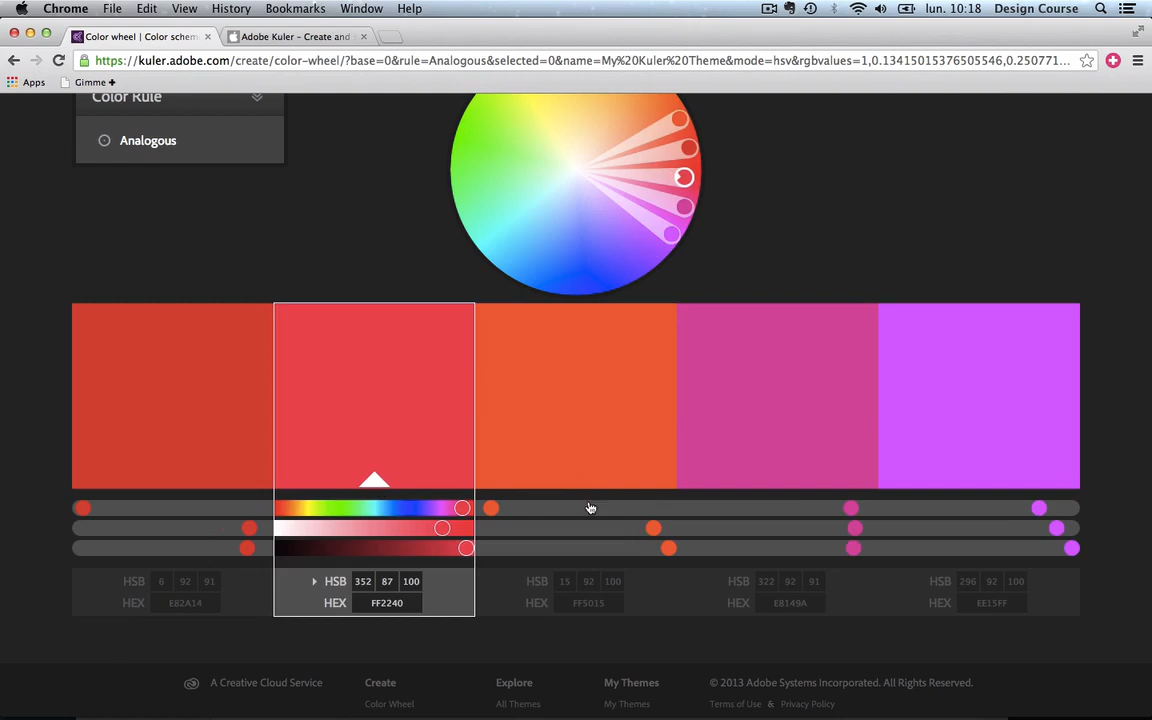 Chrome File Edit View History Bookmarks Window Help lun. 10:18 Design Course
Color wheel | Color schem
Adobe Kuler - Create and
https://kuler.adobe.com/create/color-wheel/?base=0&rule=Analogous&selected=0&name=My%20Kuler%20Theme&mode=hsv&rgbvalues=1,0.13415015376505546,0.250771...
Apps Gimme +
Color Rule
Analogous
HSB 6 92 91 HSB 352 87 100 HSB 15 92 100 HSB 322 92 91 HSB 296 92 100
HEX E82A14 HEX FF2240 HEX FF5015 HEX E8149A HEX EE15FF
A Creative Cloud Service Create Explore My Themes © 2013 Adobe Systems Incorporated. All Rights Reserved.
Color Wheel All Themes My Themes Terms of Use & Privacy Policy